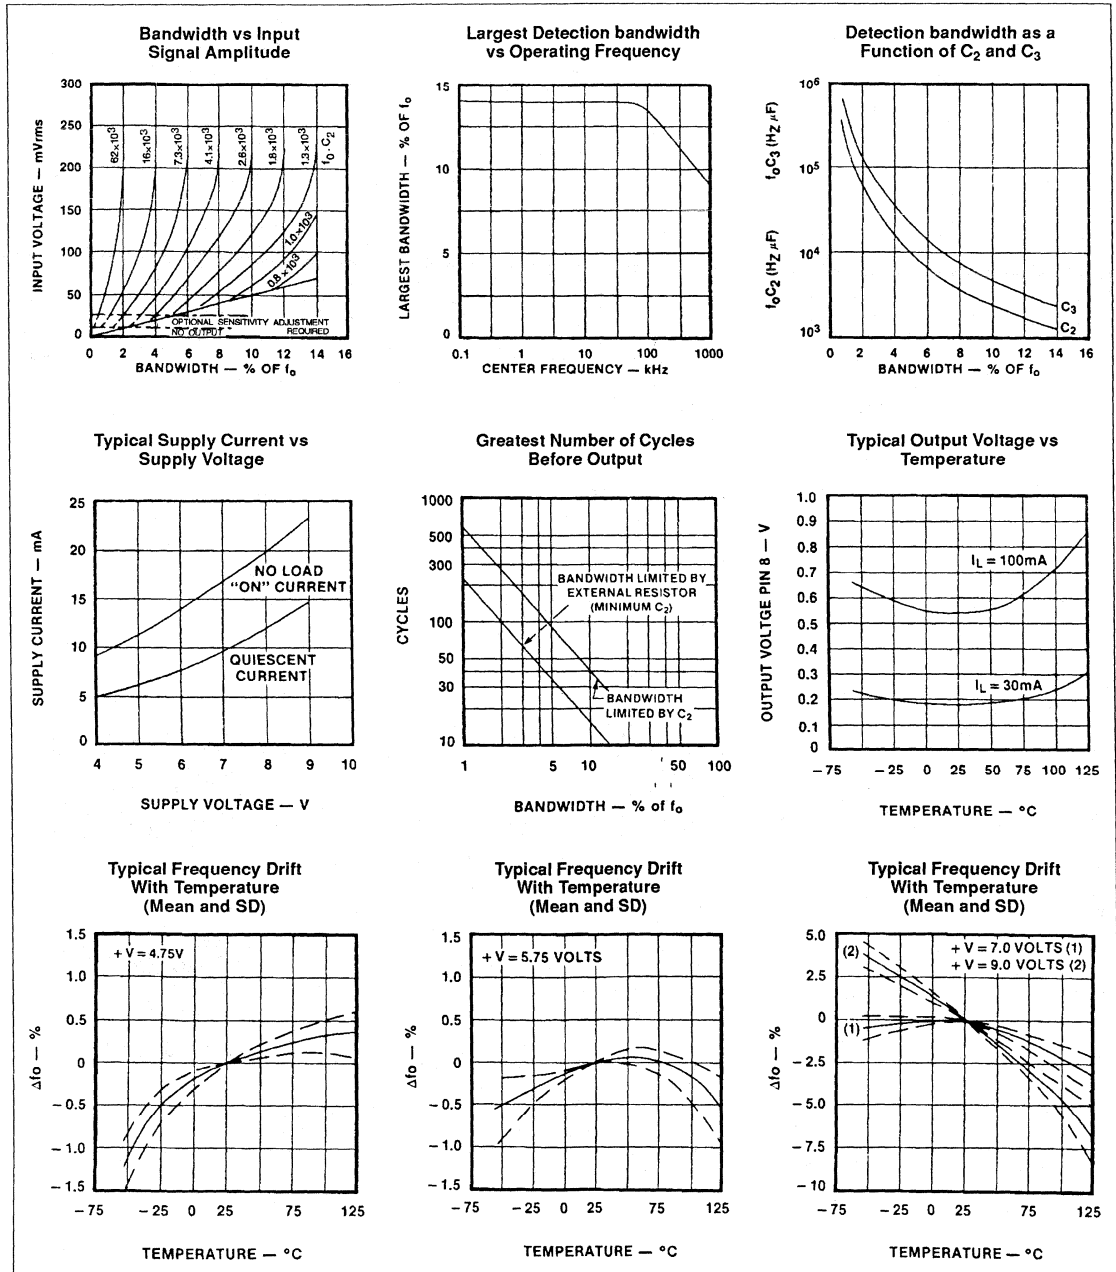 Bandwidth vs Input
Signal Amplitude
INPUT VOLTAGE — mVrms
300
250
200
150
100
50
0
62×10³
16×10³
7.3×10³
4.1×10³
2.6×10³
1.8×10³
1.3×10³
f₀·C₂
1.0×10³
0.8×10³
OPTIONAL SENSITIVITY ADJUSTMENT
NO OUTPUT REQUIRED
0 2 4 6 8 10 12 14 16
BANDWIDTH — % OF f₀
Largest Detection bandwidth
vs Operating Frequency
LARGEST BANDWIDTH — % OF f₀
15
10
5
0
0.1 1 10 100 1000
CENTER FREQUENCY — kHz
Detection bandwidth as a
Function of C₂ and C₃
f₀C₃ (HZ µF)
f₀C₂ (HZ µF)
10⁶
10⁵
10⁴
10³
C₃
C₂
0 2 4 6 8 10 12 14 16
BANDWIDTH — % OF f₀
Typical Supply Current vs
Supply Voltage
SUPPLY CURRENT — mA
25
20
15
10
5
0
NO LOAD
“ON” CURRENT
QUIESCENT
CURRENT
4 5 6 7 8 9 10
SUPPLY VOLTAGE — V
Greatest Number of Cycles
Before Output
CYCLES
1000
500
300
100
50
30
10
BANDWIDTH LIMITED BY
EXTERNAL RESISTOR
(MINIMUM C₂)
BANDWIDTH
LIMITED BY C₂
1 5 10 50 100
BANDWIDTH — % of f₀
Typical Output Voltage vs
Temperature
OUTPUT VOLTGE PIN 8 — V
1.0
0.9
0.8
0.7
0.6
0.5
0.4
0.3
0.2
0.1
0
I_L = 100mA
I_L = 30mA
−75 −25 0 25 50 75 100 125
TEMPERATURE — °C
Typical Frequency Drift
With Temperature
(Mean and SD)
Δfo — %
1.5
1.0
0.5
0
−0.5
−1.0
−1.5
+V = 4.75V
−75 −25 0 25 75 125
TEMPERATURE — °C
Typical Frequency Drift
With Temperature
(Mean and SD)
Δfo — %
1.5
1.0
0.5
0
−0.5
−1.0
−1.5
+V = 5.75 VOLTS
−75 −25 0 25 75 125
TEMPERATURE — °C
Typical Frequency Drift
With Temperature
(Mean and SD)
Δfo — %
5.0
2.5
0
−2.5
−5.0
−7.5
−10
+V = 7.0 VOLTS (1)
+V = 9.0 VOLTS (2)
(2)
(1)
−75 −25 0 25 75 125
TEMPERATURE — °C